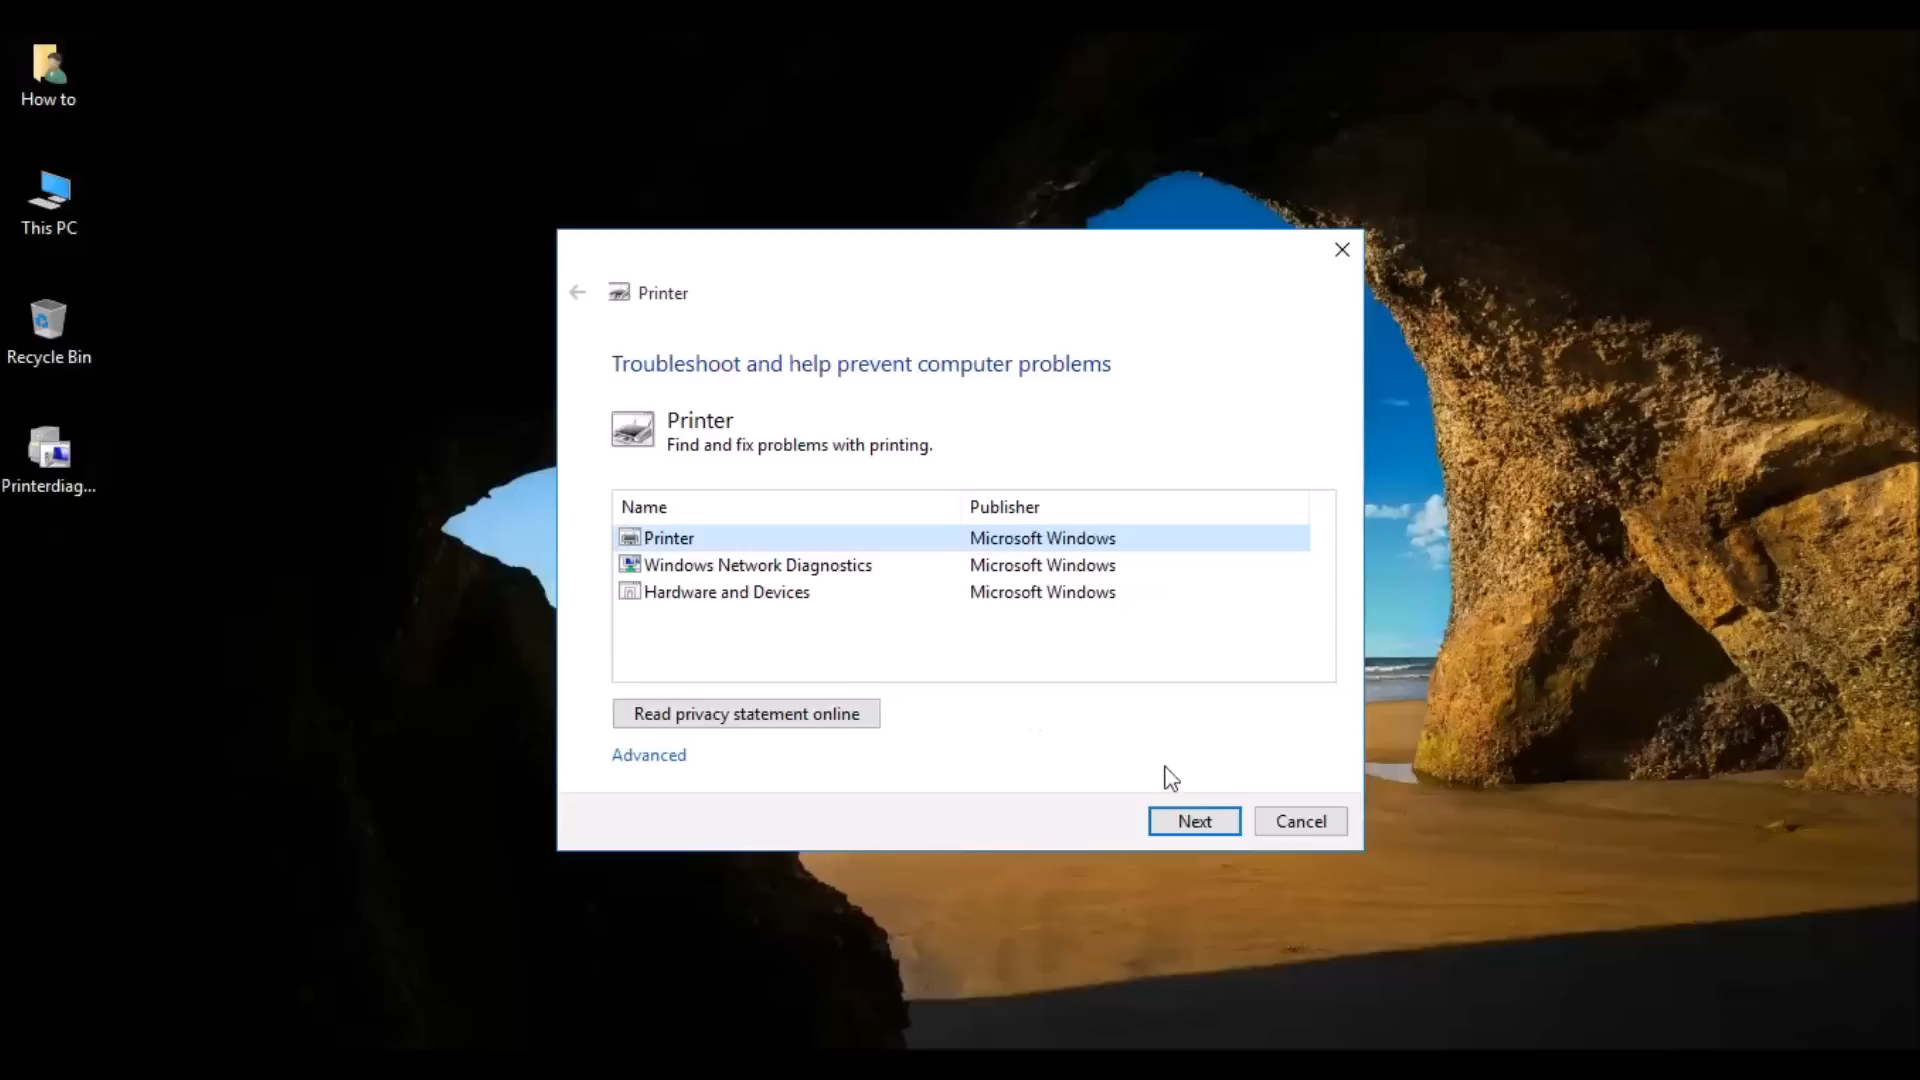 How to
This PC
Recycle Bin
Printerdiag...
Printer
Troubleshoot and help prevent computer problems
Printer
Find and fix problems with printing.
Name Publisher
Printer Microsoft Windows
Windows Network Diagnostics Microsoft Windows
Hardware and Devices Microsoft Windows
Read privacy statement online
Advanced
Next Cancel